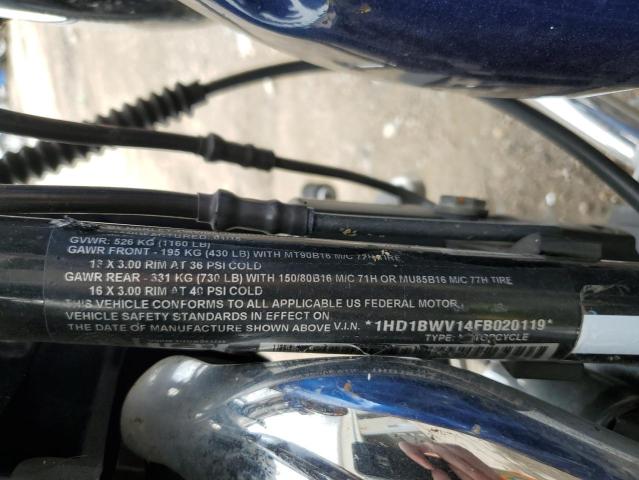 GVWR: 526 KG (1160 LB)
GAWR FRONT - 195 KG (430 LB) WITH MT90B16 M/C 72H TIRE
X 3.00 RIM AT 36 PSI COLD
GAWR REAR - 331 KG (730 LB) WITH 150/80B16 M/C 71H OR MU85B16 M/C 77H TIRE
16 X 3.00 RIM AT 40 PSI COLD
THIS VEHICLE CONFORMS TO ALL APPLICABLE US FEDERAL MOTOR
VEHICLE SAFETY STANDARDS IN EFFECT ON
THE DATE OF MANUFACTURE SHOWN ABOVE V.I.N. *1HD1BWV14FB020119*
TYPE: MOTORCYCLE